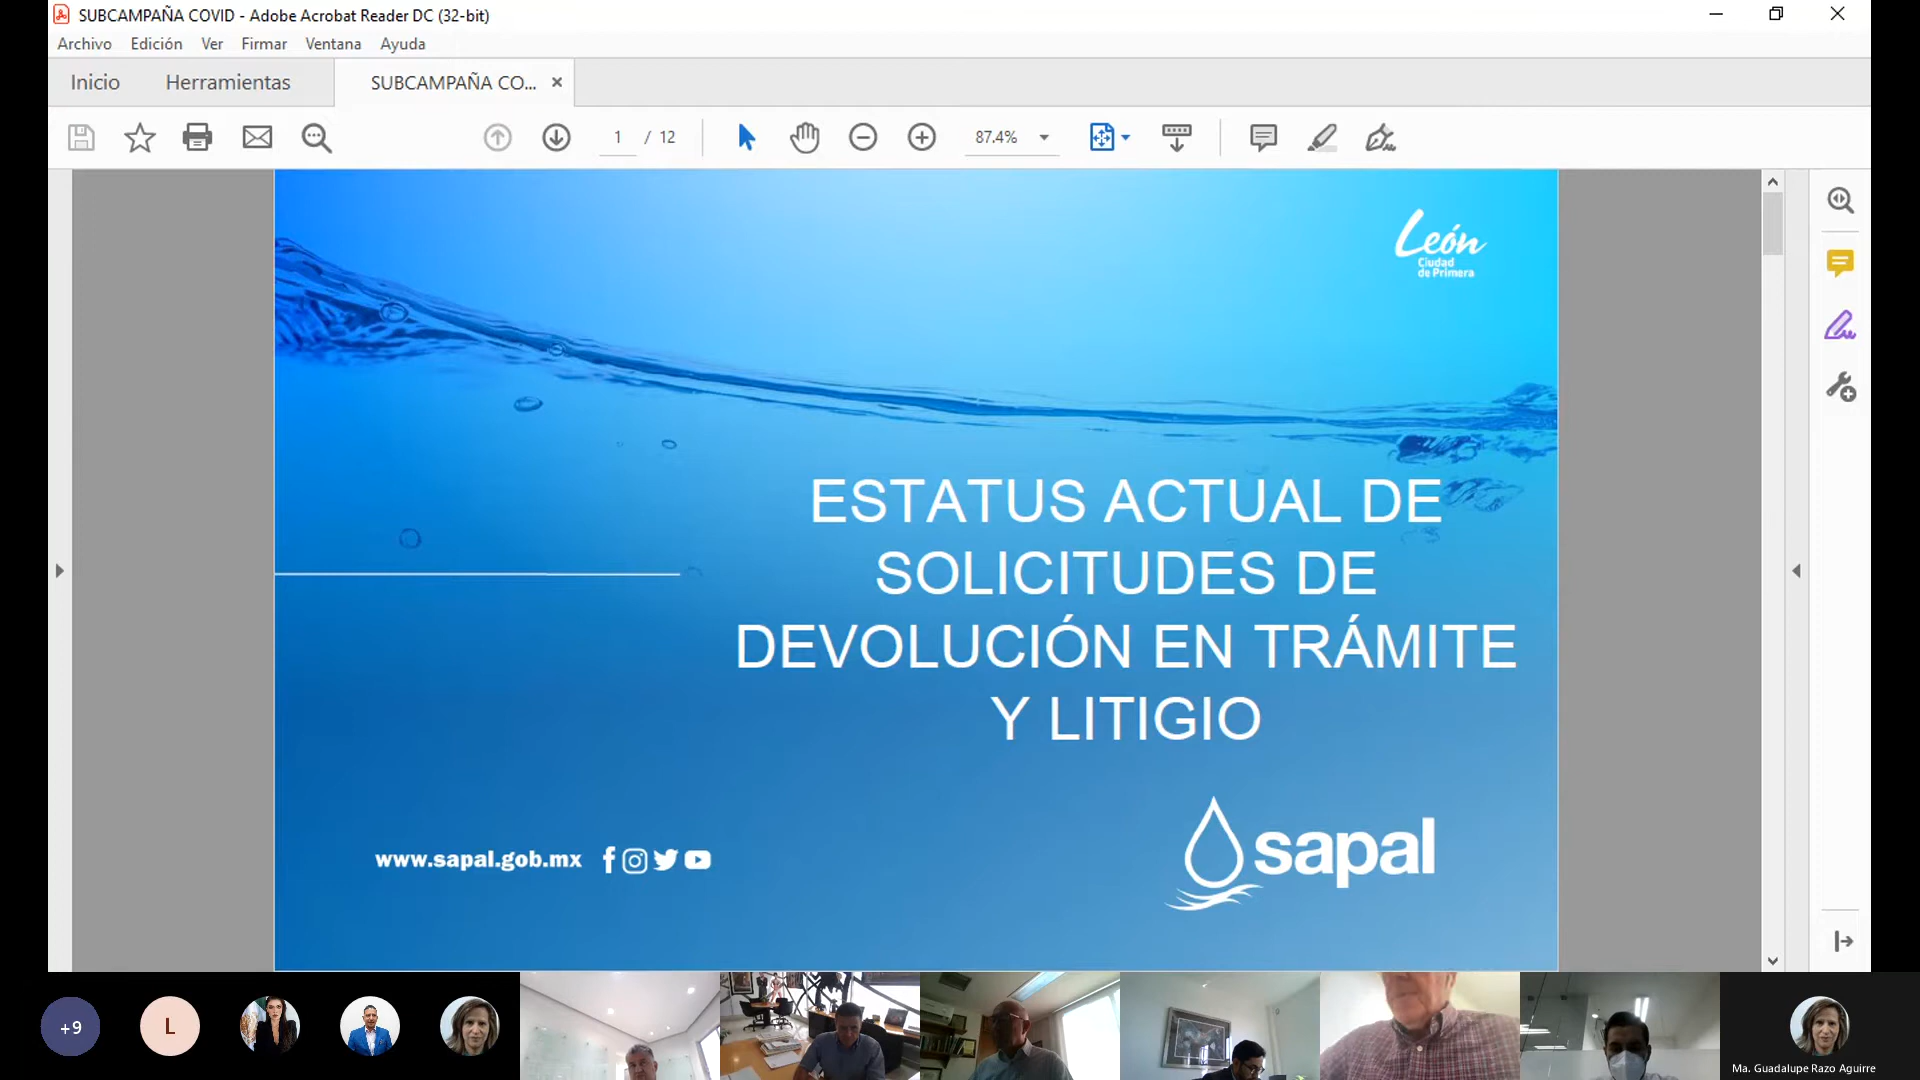 SUBCAMPAÑA COVID - Adobe Acrobat Reader DC (32-bit)
Archivo Edición Ver Firmar Ventana Ayuda
Inicio Herramientas SUBCAMPAÑA CO... ×
1 / 12 87.4%
León
Ciudad
de Primera
ESTATUS ACTUAL DE
SOLICITUDES DE
DEVOLUCIÓN EN TRÁMITE
Y LITIGIO
www.sapal.gob.mx
sapal
+9
L
Ma. Guadalupe Razo Aguirre